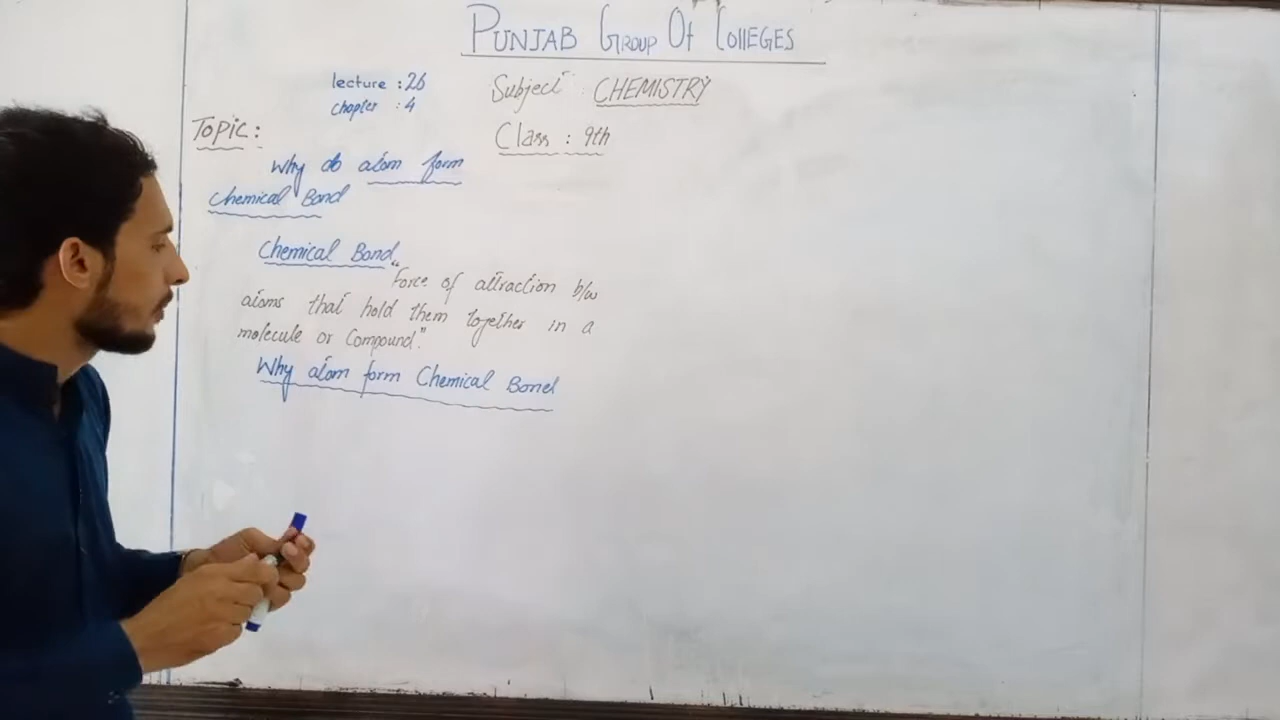 PUNJAB GROUP OF COllEGES
lecture : 26
Subject : CHEMISTRY
chapter : 4
Class : 9th
Topic :
Why do atom form
Chemical Bond
Chemical Bond
"Force of attraction b/w
atoms that hold them together in a
molecule or Compound."
Why atom form Chemical Bond